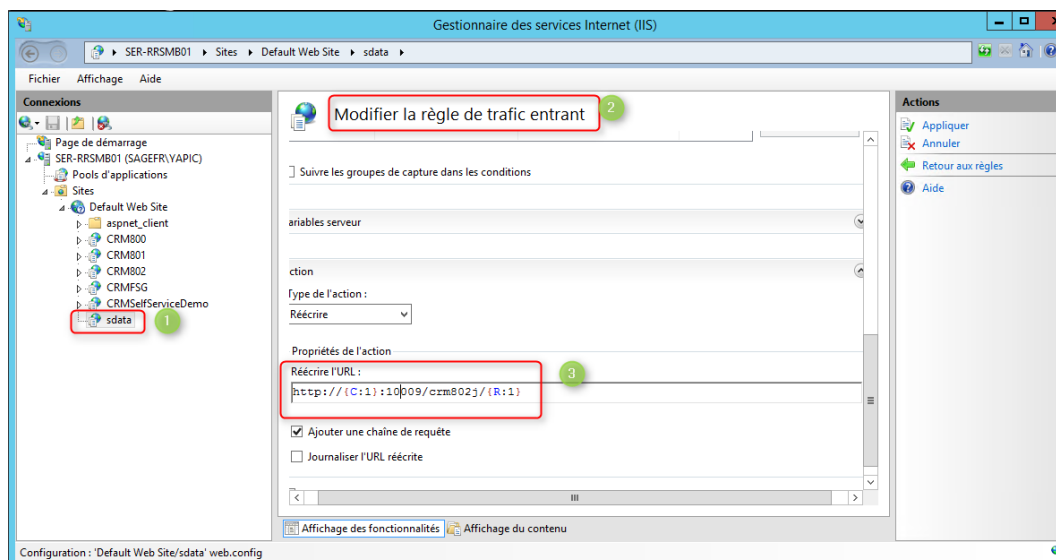 Gestionnaire des services Internet (IIS)
SER-RRSMB01 Sites Default Web Site sdata
Fichier Affichage Aide
Connexions
Page de démarrage
SER-RRSMB01 (SAGEFR\YAPIC)
Pools d'applications
Sites
Default Web Site
aspnet_client
CRM800
CRM801
CRM802
CRMFSG
CRMSelfServiceDemo
sdata
1
Modifier la règle de trafic entrant
2
Suivre les groupes de capture dans les conditions
ariables serveur
ction
Type de l'action :
Réécrire
Propriétés de l'action
Réécrire l'URL :
3
http://{C:1}:10009/crm802j/{R:1}
Ajouter une chaîne de requête
Journaliser l'URL réécrite
Affichage des fonctionnalités Affichage du contenu
Actions
Appliquer
Annuler
Retour aux règles
Aide
Configuration : 'Default Web Site/sdata' web.config